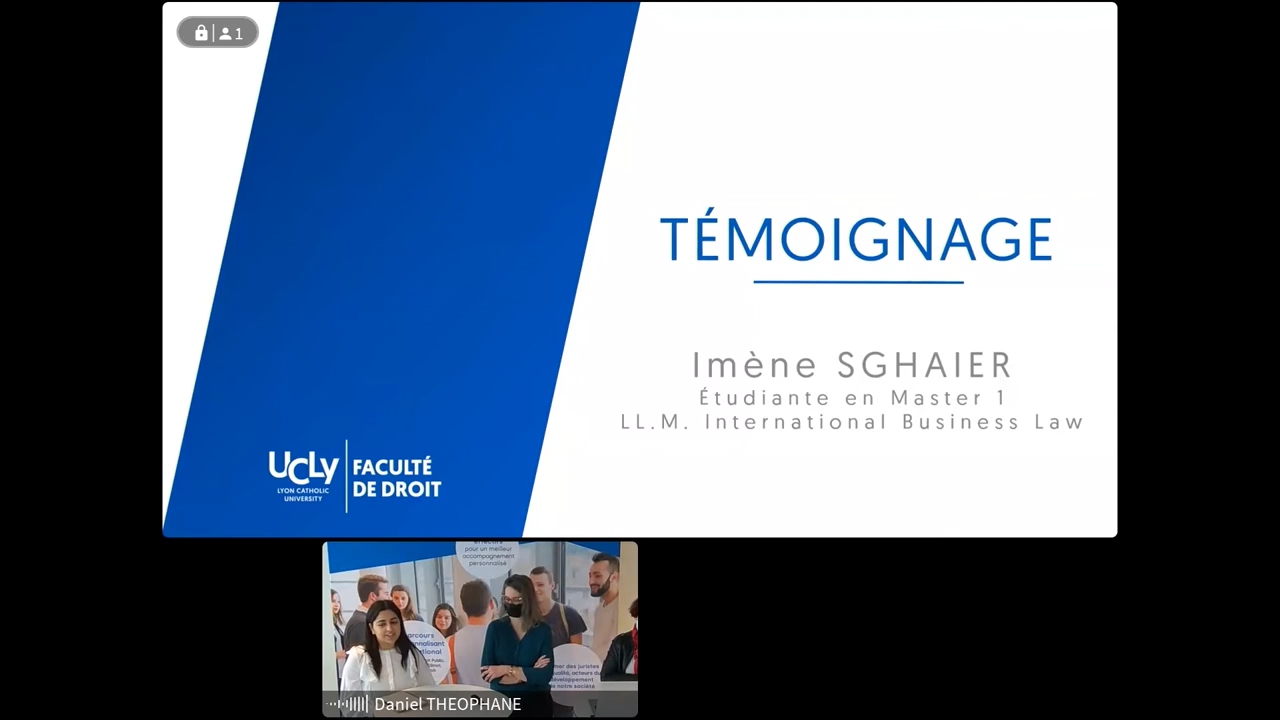 1
TÉMOIGNAGE
Imène SGHAIER
Étudiante en Master 1
LL.M. International Business Law
UCLy
LYON CATHOLIC
UNIVERSITY
FACULTÉ
DE DROIT
pour un meilleur
accompagnement
personnalisé
Daniel THEOPHANE